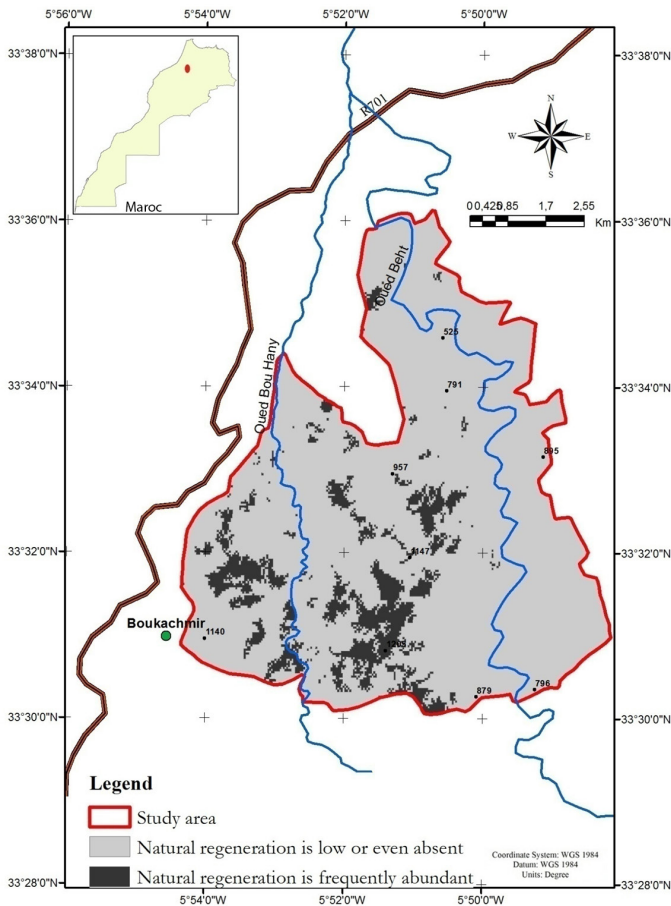 5°54'0"W 5°52'0"W 5°50'0"W
33°38'0"N
33°38'0"N
R701
N
W E
S
Maroc
0 0,425 0,85 1,7 2,55
Km
33°36'0"N
33°36'0"N
Oued Beht
525
Oued Bou Hany
33°34'0"N
33°34'0"N
791
895
957
33°32'0"N
33°32'0"N
1147
Boukachmir
1140
879
796
33°30'0"N
33°30'0"N
Legend
Study area
Natural regeneration is low or even absent
Natural regeneration is frequently abundant
Coordinate System: WGS 1984
Datum: WGS 1984
Units: Degree
33°28'0"N
33°28'0"N
5°56'0"W 5°54'0"W 5°52'0"W 5°50'0"W